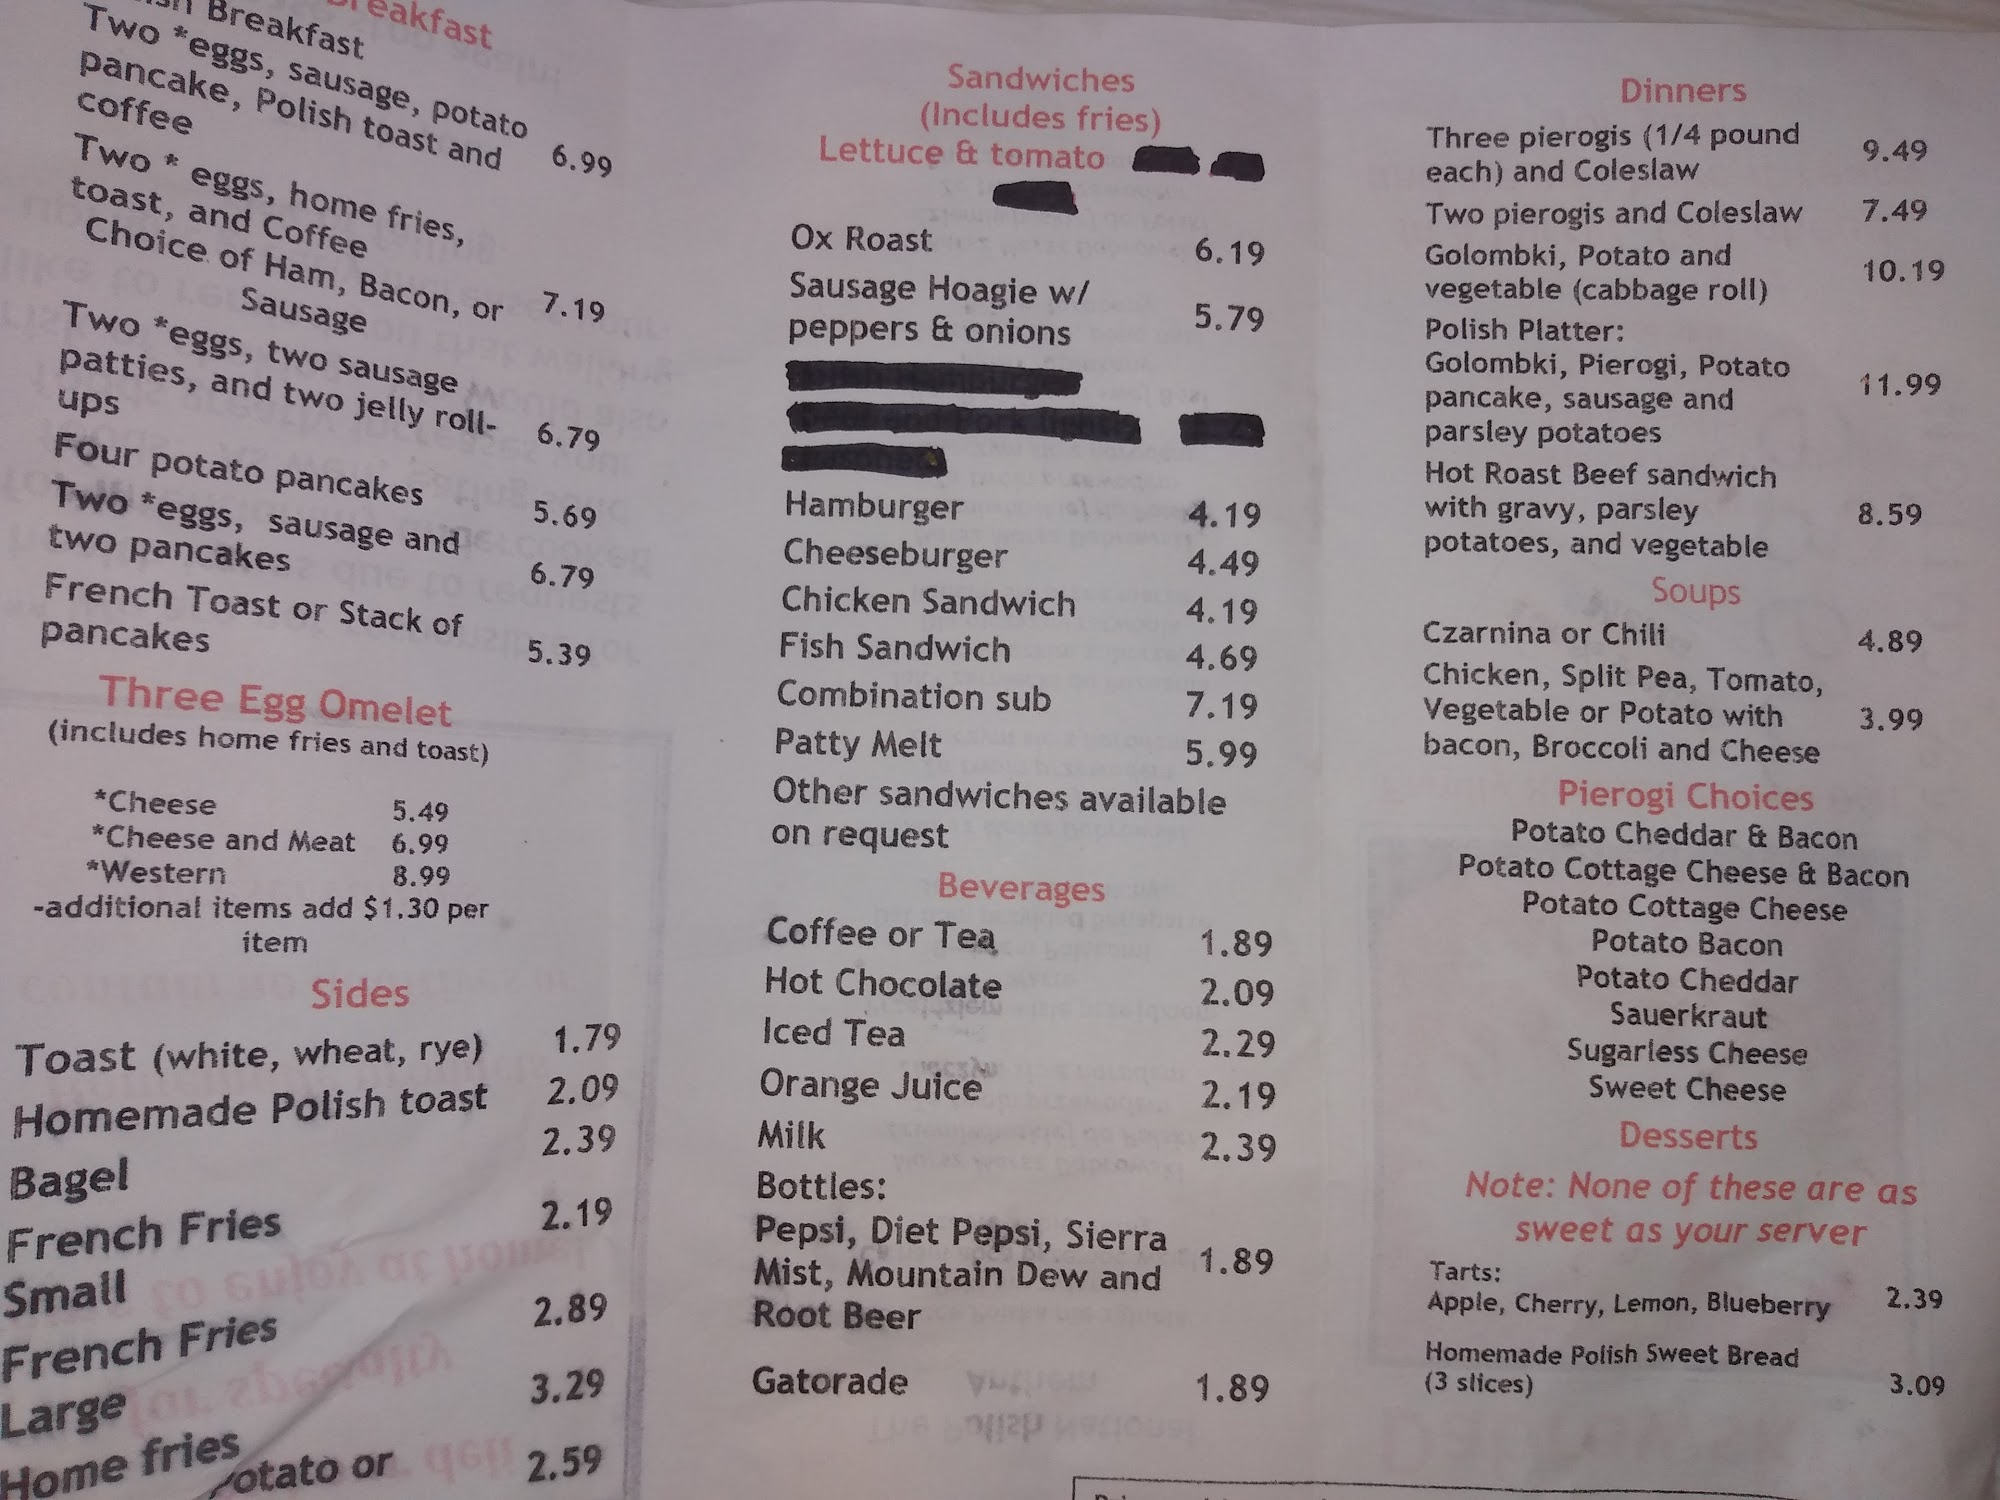 Breakfast
Breakfast
Two *eggs, sausage, potato
pancake, Polish toast and
coffee 6.99
Two * eggs, home fries,
toast, and Coffee
Choice of Ham, Bacon, or 7.19
Sausage
Two *eggs, two sausage
patties, and two jelly roll- 6.79
ups
Four potato pancakes 5.69
Two *eggs, sausage and
two pancakes 6.79
French Toast or Stack of
pancakes 5.39
Three Egg Omelet
(includes home fries and toast)
*Cheese 5.49
*Cheese and Meat 6.99
*Western 8.99
-additional items add $1.30 per
item
Sides
Toast (white, wheat, rye) 1.79
Homemade Polish toast 2.09
Bagel 2.39
French Fries 2.19
Small
French Fries 2.89
Large
Home fries 3.29
otato or 2.59
Sandwiches
(Includes fries)
Lettuce & tomato
Ox Roast 6.19
Sausage Hoagie w/
peppers & onions 5.79
Hamburger 4.19
Cheeseburger 4.49
Chicken Sandwich 4.19
Fish Sandwich 4.69
Combination sub 7.19
Patty Melt 5.99
Other sandwiches available
on request
Beverages
Coffee or Tea 1.89
Hot Chocolate 2.09
Iced Tea 2.29
Orange Juice 2.19
Milk 2.39
Bottles:
Pepsi, Diet Pepsi, Sierra
Mist, Mountain Dew and 1.89
Root Beer
Gatorade 1.89
Dinners
Three pierogis (1/4 pound
each) and Coleslaw 9.49
Two pierogis and Coleslaw 7.49
Golombki, Potato and
vegetable (cabbage roll) 10.19
Polish Platter:
Golombki, Pierogi, Potato
pancake, sausage and 11.99
parsley potatoes
Hot Roast Beef sandwich
with gravy, parsley 8.59
potatoes, and vegetable
Soups
Czarnina or Chili 4.89
Chicken, Split Pea, Tomato,
Vegetable or Potato with 3.99
bacon, Broccoli and Cheese
Pierogi Choices
Potato Cheddar & Bacon
Potato Cottage Cheese & Bacon
Potato Cottage Cheese
Potato Bacon
Potato Cheddar
Sauerkraut
Sugarless Cheese
Sweet Cheese
Desserts
Note: None of these are as
sweet as your server
Tarts:
Apple, Cherry, Lemon, Blueberry 2.39
Homemade Polish Sweet Bread
(3 slices) 3.09